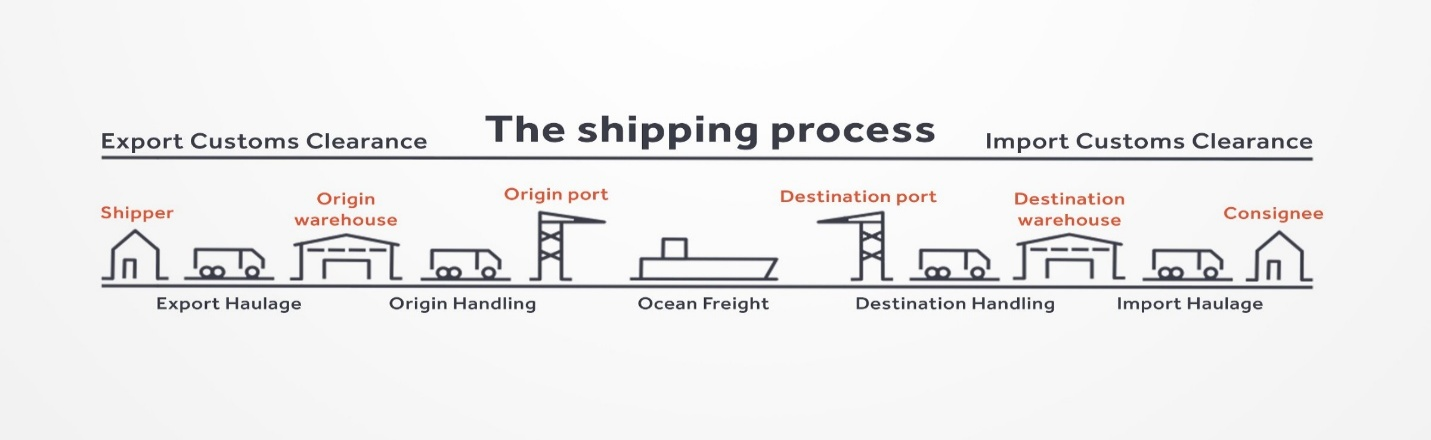 The shipping process
Export Customs Clearance
Import Customs Clearance
Shipper
Origin
warehouse
Origin port
Destination port
Destination
warehouse
Consignee
Export Haulage
Origin Handling
Ocean Freight
Destination Handling
Import Haulage